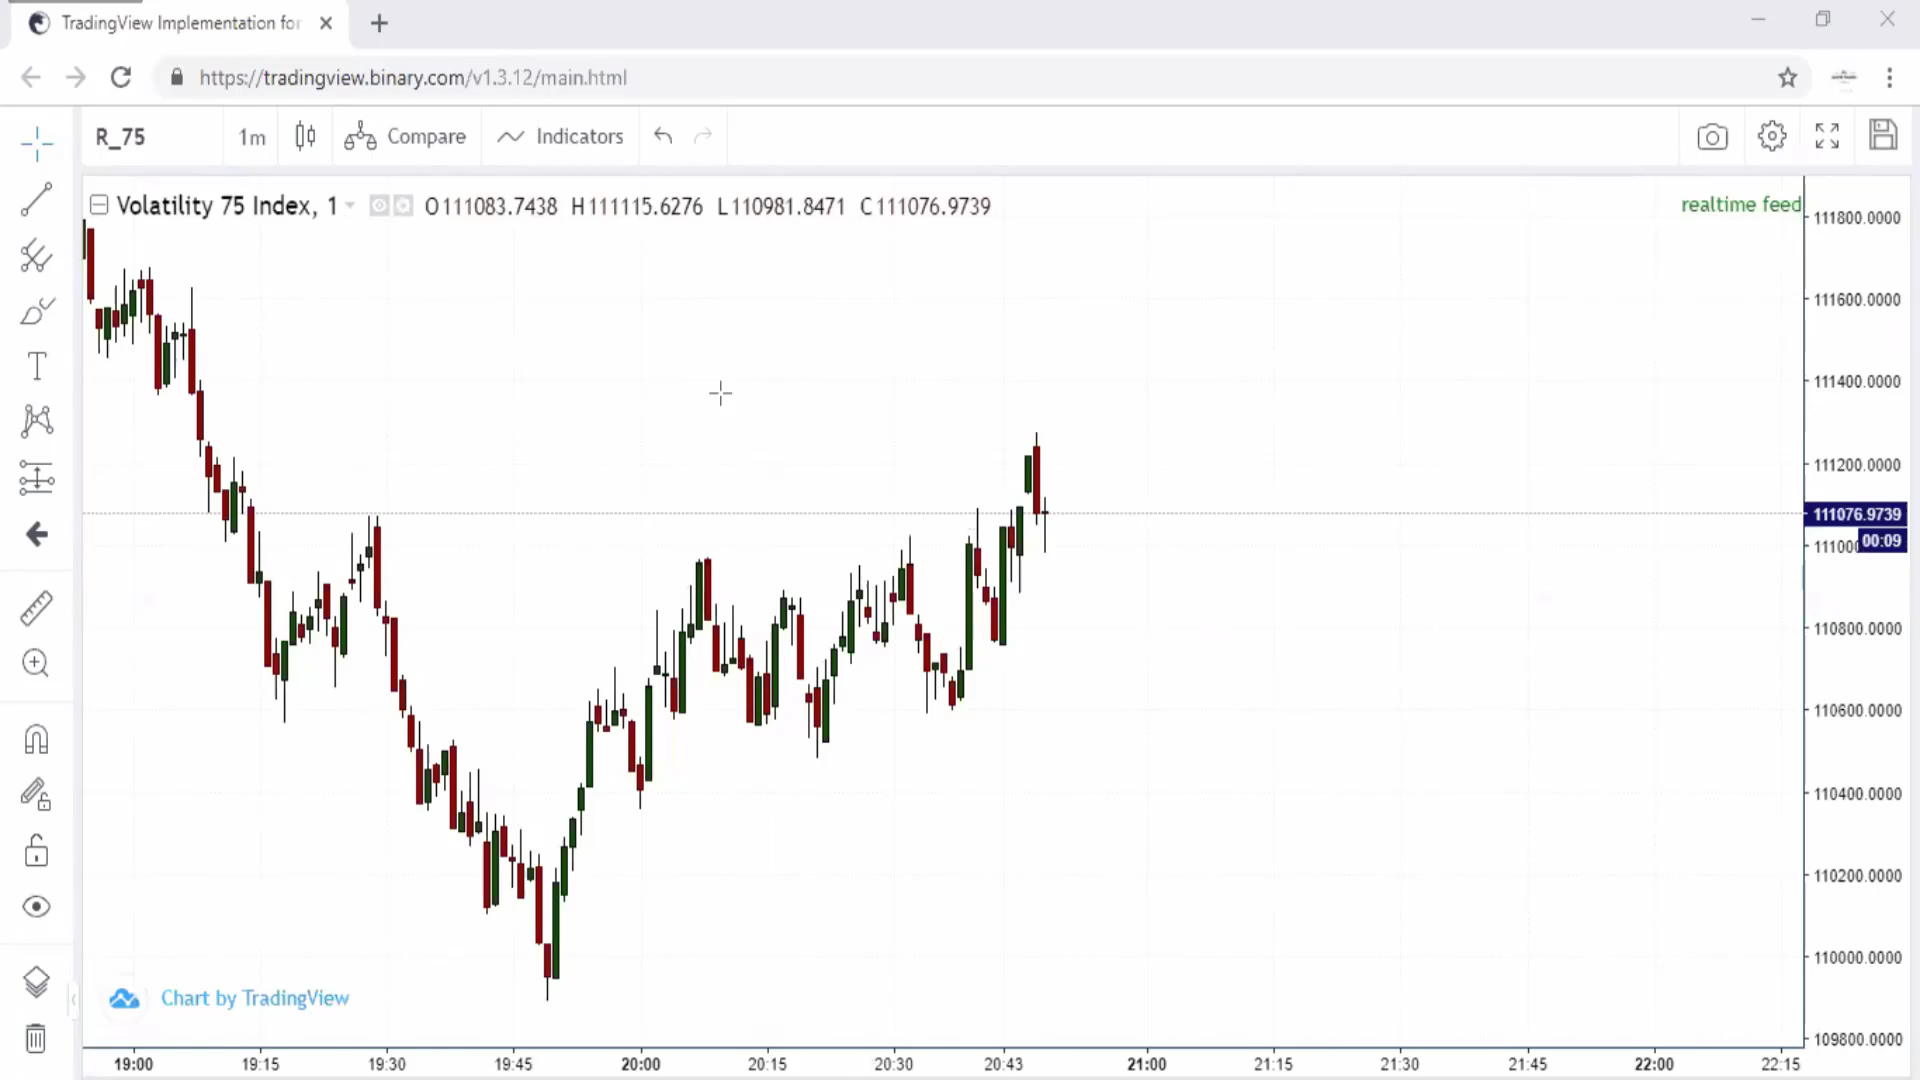 TradingView Implementation for
https://tradingview.binary.com/v1.3.12/main.html
R_75 1m Compare Indicators
Volatility 75 Index, 1 O111083.7438 H111115.6276 L110981.8471 C111076.9739
realtime feed
111800.0000
111600.0000
111400.0000
111200.0000
111076.9739
00:09
110800.0000
110600.0000
110400.0000
110200.0000
110000.0000
109800.0000
Chart by TradingView
19:00 19:15 19:30 19:45 20:00 20:15 20:30 20:43 21:00 21:15 21:30 21:45 22:00 22:15